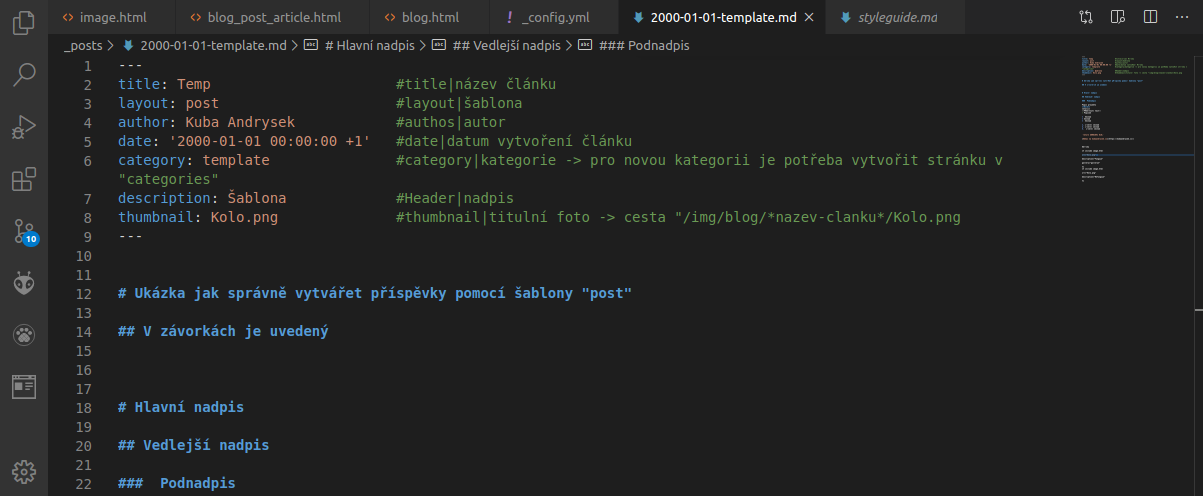 image.html blog_post_article.html blog.html ! _config.yml 2000-01-01-template.md styleguide.md
_posts > 2000-01-01-template.md > # Hlavní nadpis > ## Vedlejší nadpis > ### Podnadpis
1 ---
2 title: Temp #title|název článku
3 layout: post #layout|šablona
4 author: Kuba Andrysek #authos|autor
5 date: '2000-01-01 00:00:00 +1' #date|datum vytvoření článku
6 category: template #category|kategorie -> pro novou kategorii je potřeba vytvořit stránku v
"categories"
7 description: Šablona #Header|nadpis
8 thumbnail: Kolo.png #thumbnail|titulní foto -> cesta "/img/blog/*nazev-clanku*/Kolo.png
9 ---
10
11
12 # Ukázka jak správně vytvářet příspěvky pomocí šablony "post"
13
14 ## V závorkách je uvedený
15
16
17
18 # Hlavní nadpis
19
20 ## Vedlejší nadpis
21
22 ### Podnadpis
10